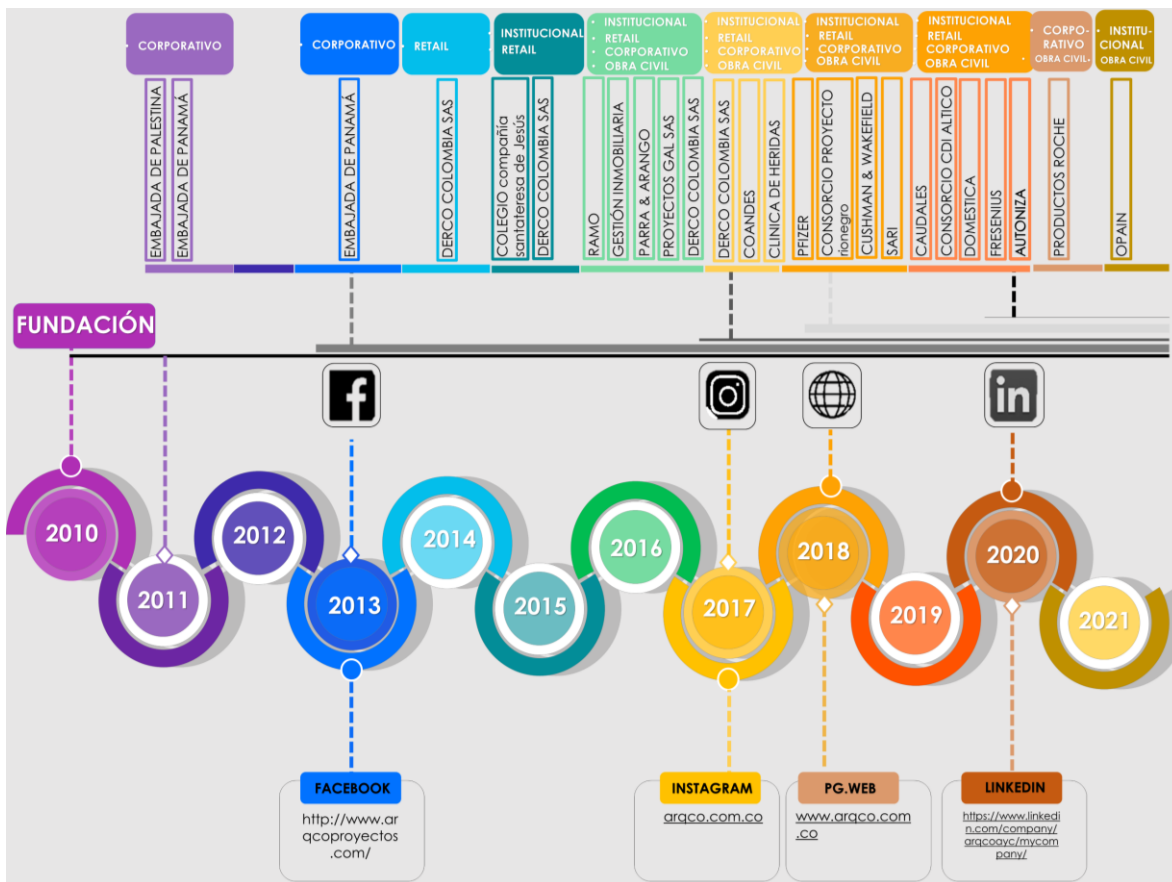 CORPORATIVO
CORPORATIVO
RETAIL
INSTITUCIONAL
RETAIL
INSTITUCIONAL
RETAIL
CORPORATIVO
OBRA CIVIL
INSTITUCIONAL
RETAIL
CORPORATIVO
OBRA CIVIL
INSTITUCIONAL
RETAIL
CORPORATIVO
OBRA CIVIL
INSTITUCIONAL
RETAIL
CORPORATIVO
OBRA CIVIL
CORPO-
RATIVO
OBRA CIVIL
INSTITU-
CIONAL
OBRA CIVIL
EMBAJADA DE PALESTINA
EMBAJADA DE PANAMÁ
EMBAJADA DE PANAMÁ
DERCO COLOMBIA SAS
COLEGIO compañía
santateresa de Jesús
DERCO COLOMBIA SAS
RAMO
GESTIÓN INMOBILIARIA
PARRA & ARANGO
PROYECTOS GAL SAS
DERCO COLOMBIA SAS
DERCO COLOMBIA SAS
COANDES
CLINICA DE HERIDAS
PFIZER
CONSORCIO PROYECTO
rionegro
CUSHMAN & WAKEFIELD
SARI
CAUDALES
CONSORCIO CDI ALTICO
DOMESTICA
FRESENIUS
AUTONIZA
PRODUCTOS ROCHE
OPAIN
FUNDACIÓN
f
in
2010
2011
2012
2013
2014
2015
2016
2017
2018
2019
2020
2021
FACEBOOK
http://www.ar
qcoproyectos
.com/
INSTAGRAM
arqco.com.co
PG.WEB
www.arqco.com
.co
LINKEDIN
https://www.linkedi
n.com/company/
arqcoayc/mycom
pany/